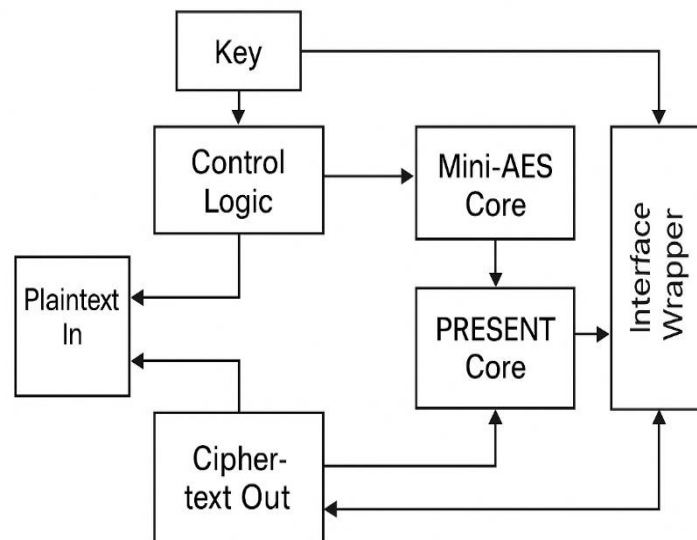 Key
Control
Logic
Mini-AES
Core
Interface
Wrapper
Plaintext
In
PRESENT
Core
Cipher-
text Out